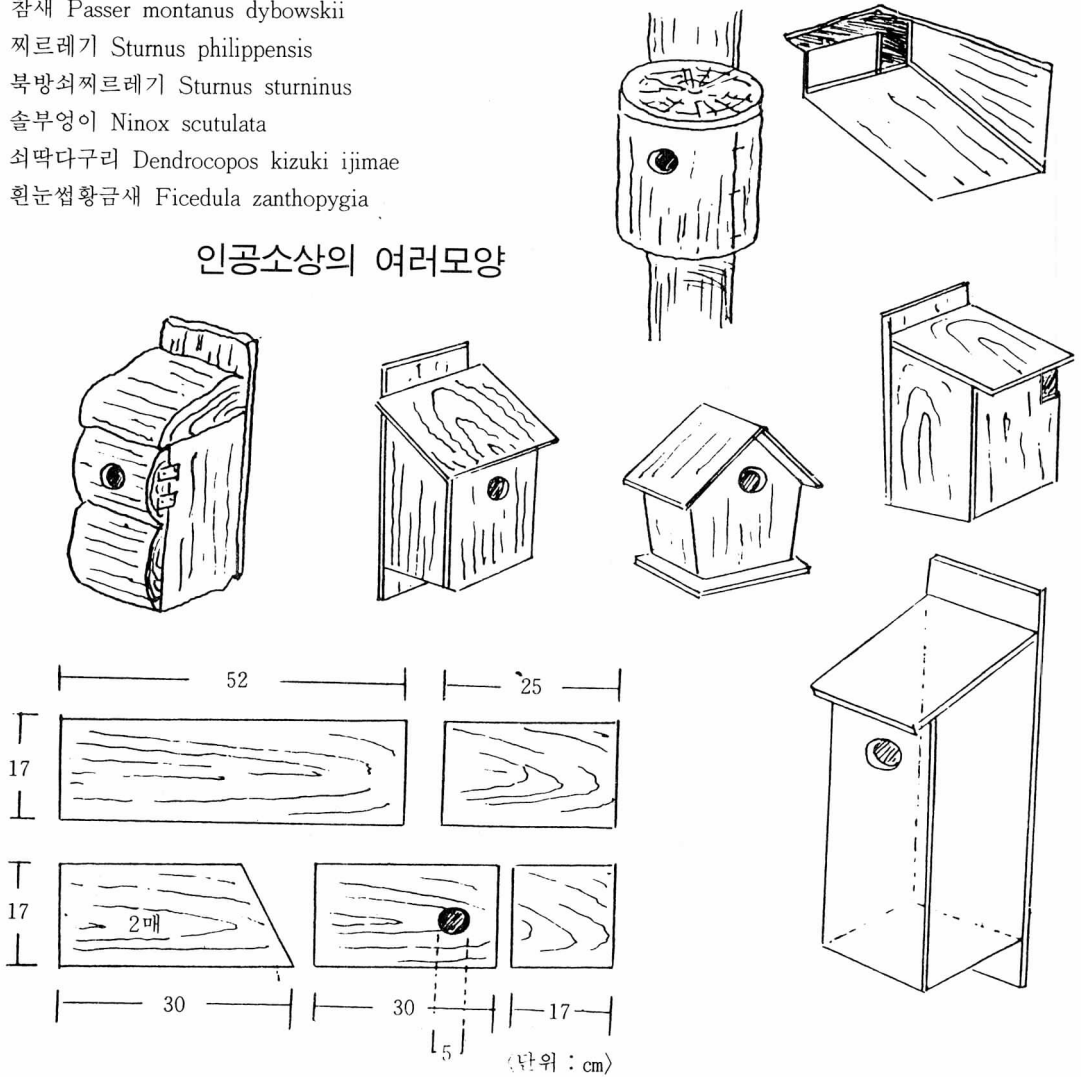 참새 Passer montanus dybowskii
찌르레기 Sturnus philippensis
북방쇠찌르레기 Sturnus sturninus
솔부엉이 Ninox scutulata
쇠딱다구리 Dendrocopos kizuki ijimae
흰눈썹황금새 Ficedula zanthopygia
인공소상의 여러모양
52
25
17
17
2매
30
30
17
5
〈단위 : cm〉